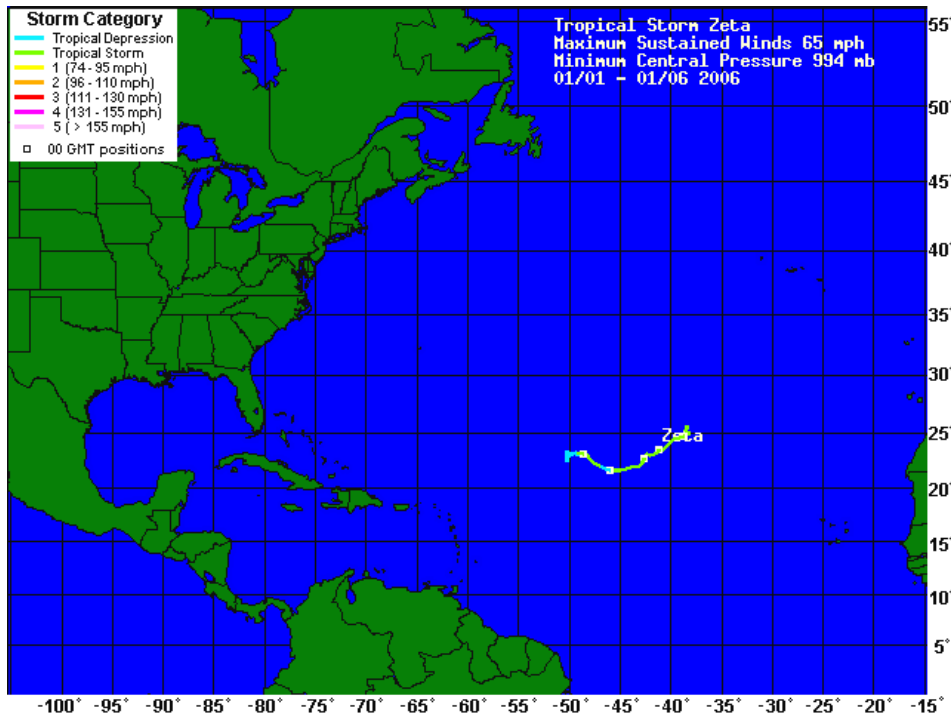 Storm Category
Tropical Depression
Tropical Storm
1 (74 - 95 mph)
2 (96 - 110 mph)
3 (111 - 130 mph)
4 (131 - 155 mph)
5 ( > 155 mph)
00 GMT positions
Tropical Storm Zeta
Maximum Sustained Winds 65 mph
Minimum Central Pressure 994 mb
01/01 - 01/06 2006
55°
50°
45°
40°
35°
30°
25°
20°
15°
10°
5°
Zeta
-100° -95° -90° -85° -80° -75° -70° -65° -60° -55° -50° -45° -40° -35° -30° -25° -20° -15°